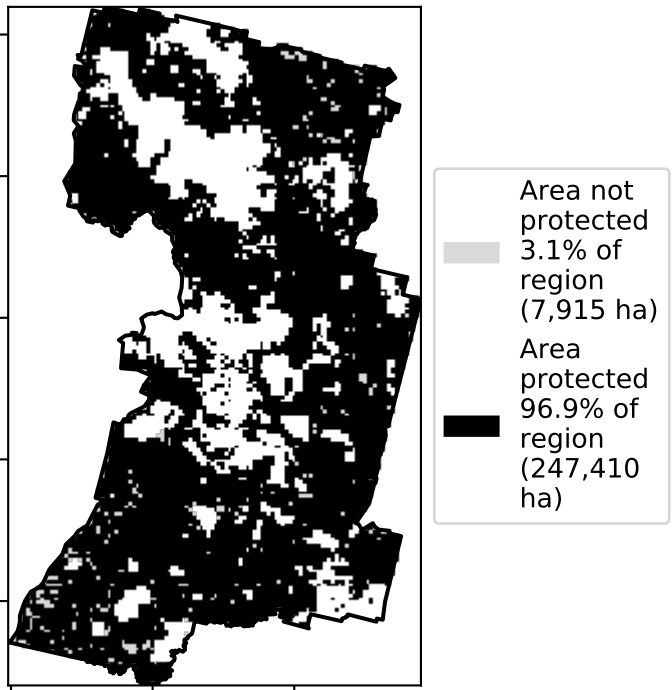 Area not
protected
3.1% of
region
(7,915 ha)
Area
protected
96.9% of
region
(247,410
ha)